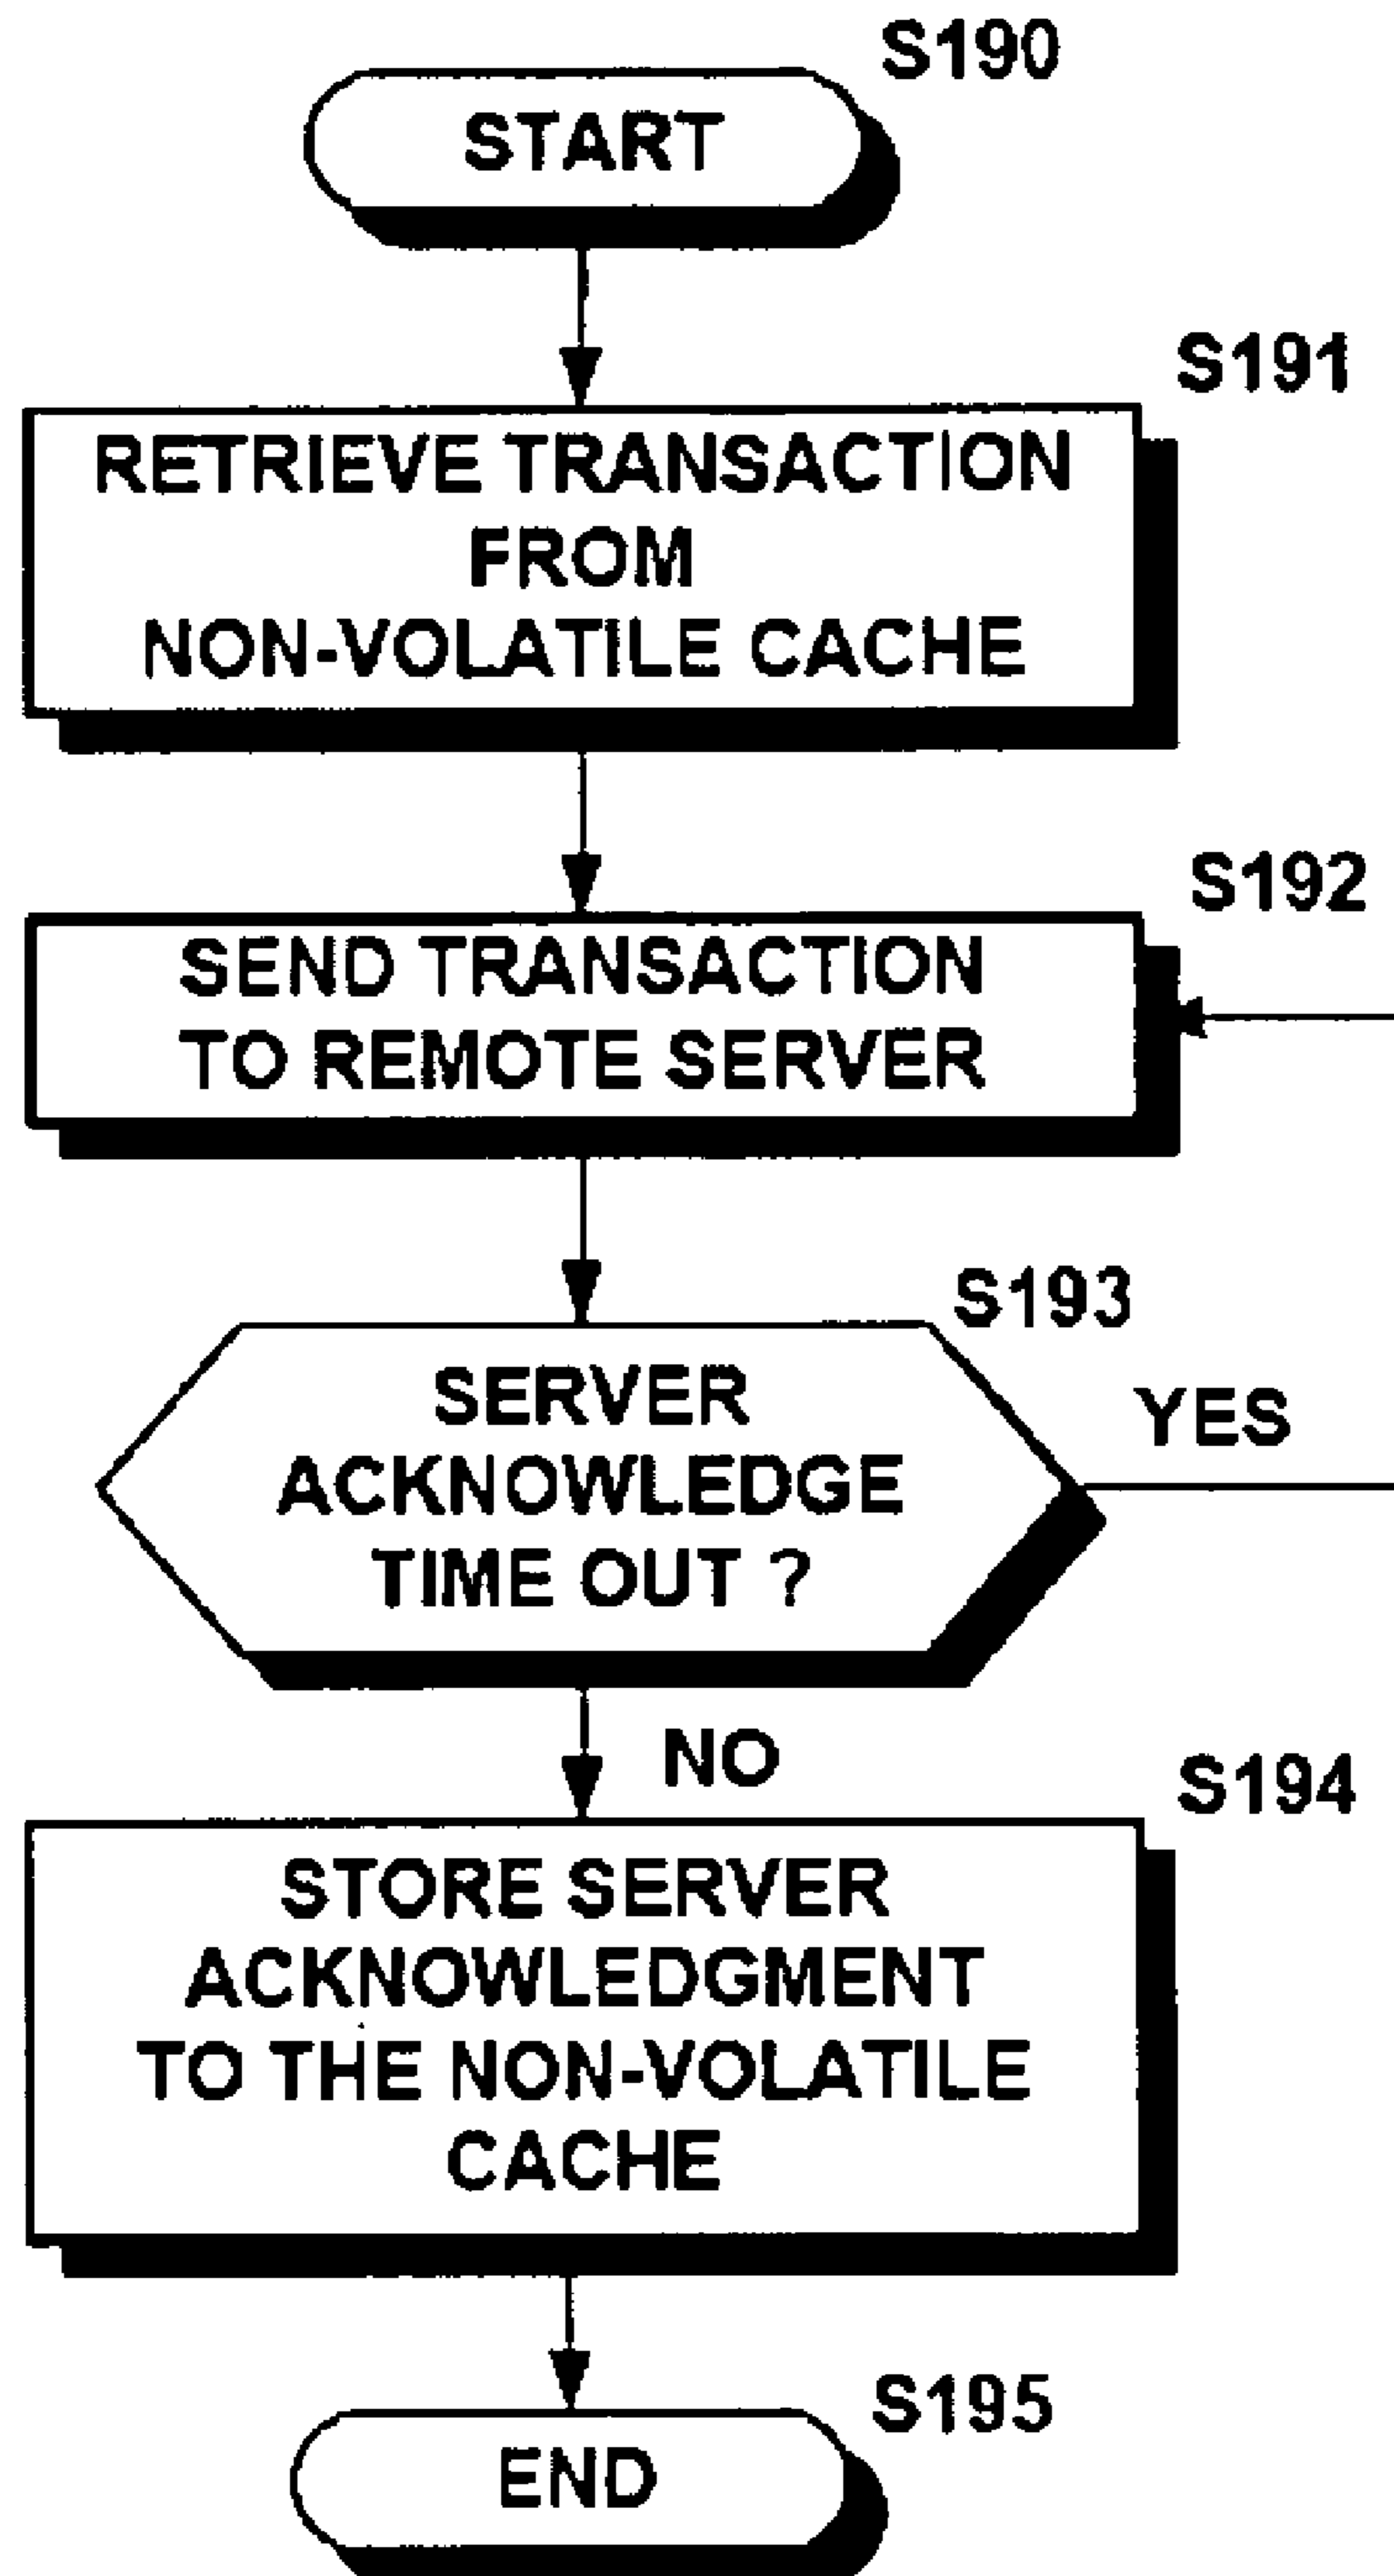 S190
START
S191
RETRIEVE TRANSACTION
FROM
NON-VOLATILE CACHE
S192
SEND TRANSACTION
TO REMOTE SERVER
S193
SERVER
ACKNOWLEDGE
TIME OUT ?
YES
NO
S194
STORE SERVER
ACKNOWLEDGMENT
TO THE NON-VOLATILE
CACHE
S195
END